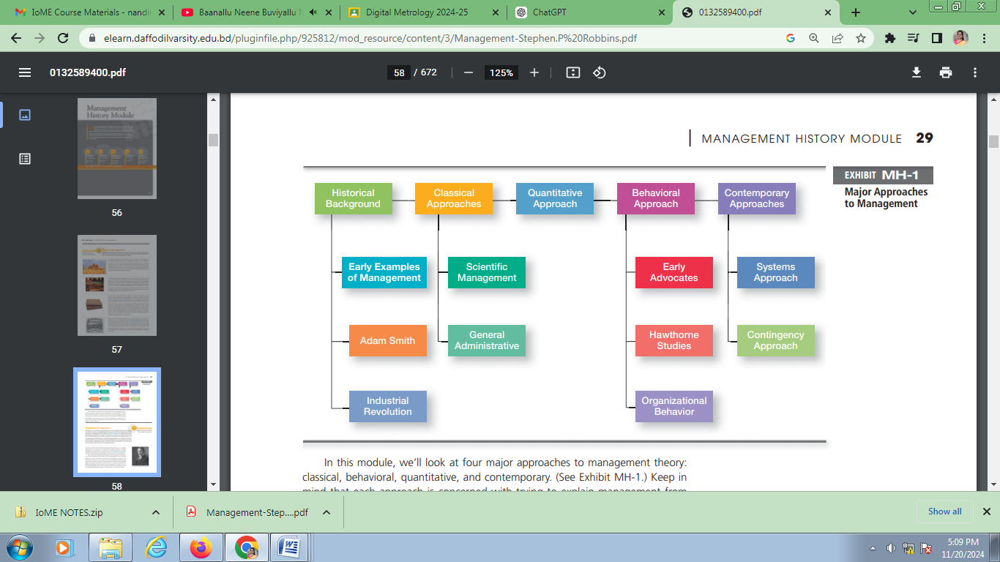 IoME Course Materials - nandin
Baanallu Neene Buviyallu N
Digital Metrology 2024-25
ChatGPT
0132589400.pdf
elearn.daffodilvarsity.edu.bd/pluginfile.php/925812/mod_resource/content/3/Management-Stephen.P%20Robbins.pdf
0132589400.pdf
58 / 672
125%
Management
History Module
56
57
58
MANAGEMENT HISTORY MODULE 29
EXHIBIT MH-1
Major Approaches
to Management
Historical
Background
Classical
Approaches
Quantitative
Approach
Behavioral
Approach
Contemporary
Approaches
Early Examples
of Management
Scientific
Management
Early
Advocates
Systems
Approach
Adam Smith
General
Administrative
Hawthorne
Studies
Contingency
Approach
Industrial
Revolution
Organizational
Behavior
In this module, we'll look at four major approaches to management theory:
classical, behavioral, quantitative, and contemporary. (See Exhibit MH-1.) Keep in
mind that each approach is concerned with trying to explain management from
IoME NOTES.zip
Management-Step....pdf
Show all
5:09 PM
11/20/2024